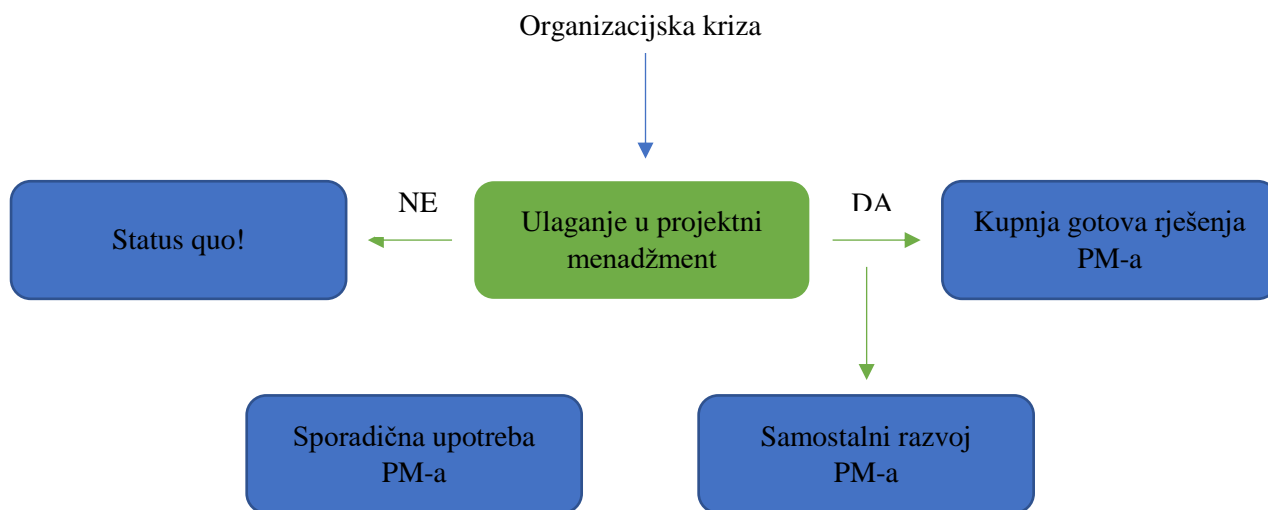 Organizacijska kriza
NE
DA
Status quo!
Ulaganje u projektni
menadžment
Kupnja gotova rješenja
PM-a
Sporadična upotreba
PM-a
Samostalni razvoj
PM-a